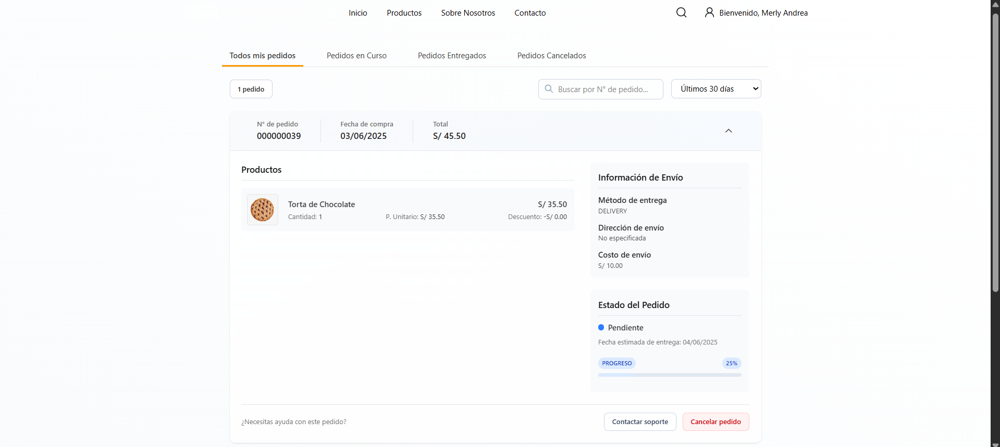 Inicio Productos Sobre Nosotros Contacto Bienvenido, Merly Andrea
Todos mis pedidos Pedidos en Curso Pedidos Entregados Pedidos Cancelados
1 pedido Buscar por N° de pedido... Últimos 30 días
N° de pedido Fecha de compra Total
000000039 03/06/2025 S/ 45.50
Productos
Torta de Chocolate S/ 35.50
Cantidad: 1 P. Unitario: S/ 35.50 Descuento: -S/ 0.00
Información de Envío
Método de entrega
DELIVERY
Dirección de envío
No especificada
Costo de envío
S/ 10.00
Estado del Pedido
Pendiente
Fecha estimada de entrega: 04/06/2025
PROGRESO 25%
¿Necesitas ayuda con este pedido? Contactar soporte Cancelar pedido